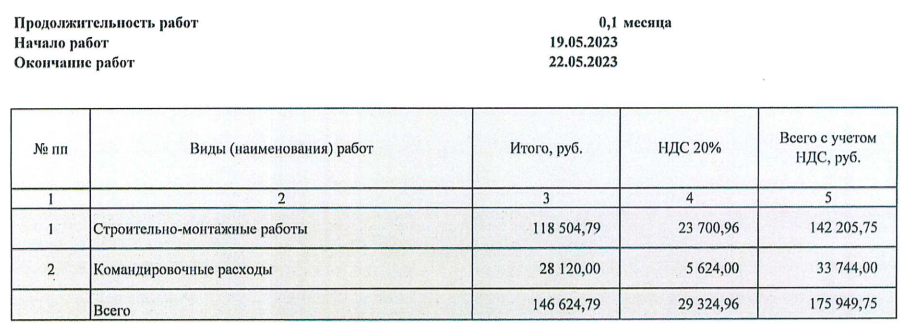 Продолжительность работ 0,1 месяца
Начало работ 19.05.2023
Окончание работ 22.05.2023
№ пп Виды (наименования) работ Итого, руб. НДС 20% Всего с учетом НДС, руб.
1 2 3 4 5
1 Строительно-монтажные работы 118 504,79 23 700,96 142 205,75
2 Командировочные расходы 28 120,00 5 624,00 33 744,00
Всего 146 624,79 29 324,96 175 949,75